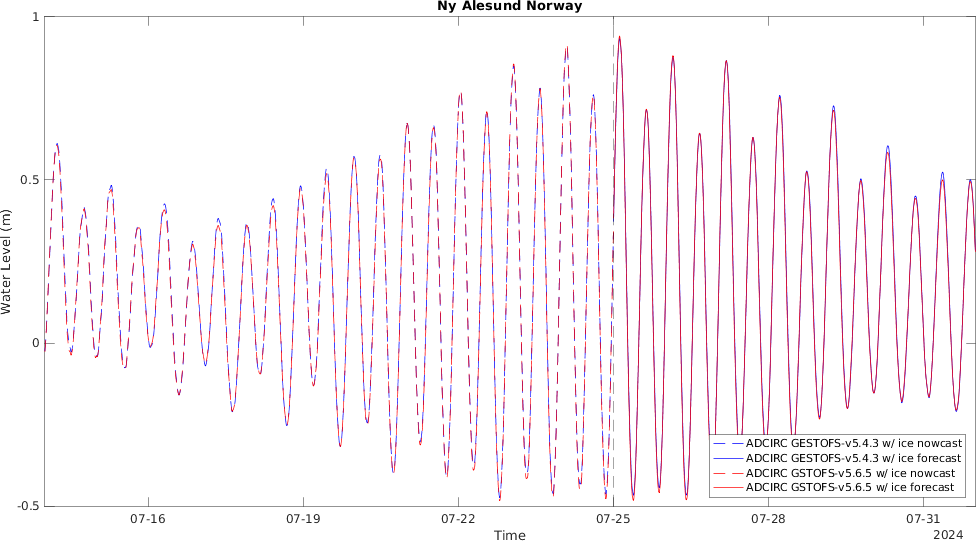 Ny Alesund Norway
1
0.5
0
-0.5
Water Level (m)
ADCIRC GESTOFS-v5.4.3 w/ ice nowcast
ADCIRC GESTOFS-v5.4.3 w/ ice forecast
ADCIRC GSTOFS-v5.6.5 w/ ice nowcast
ADCIRC GSTOFS-v5.6.5 w/ ice forecast
07-16 07-19 07-22 07-25 07-28 07-31
Time
2024